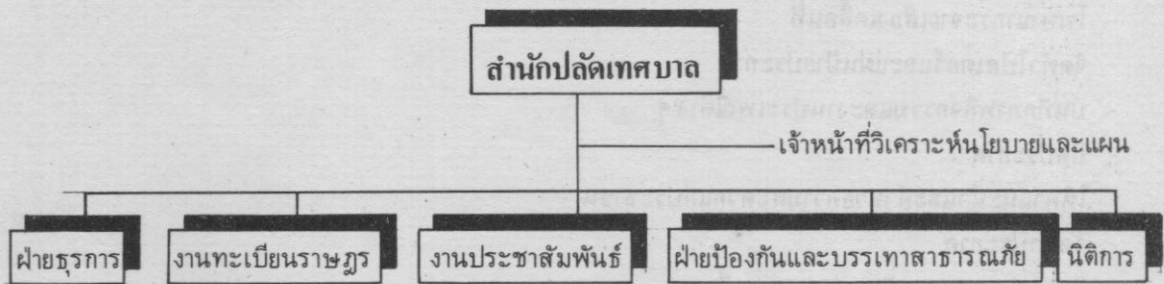 สำนักปลัดเทศบาล
เจ้าหน้าที่วิเคราะห์นโยบายและแผน
ฝ่ายธุรการ
งานทะเบียนราษฎร
งานประชาสัมพันธ์
ฝ่ายป้องกันและบรรเทาสาธารณภัย
นิติการ